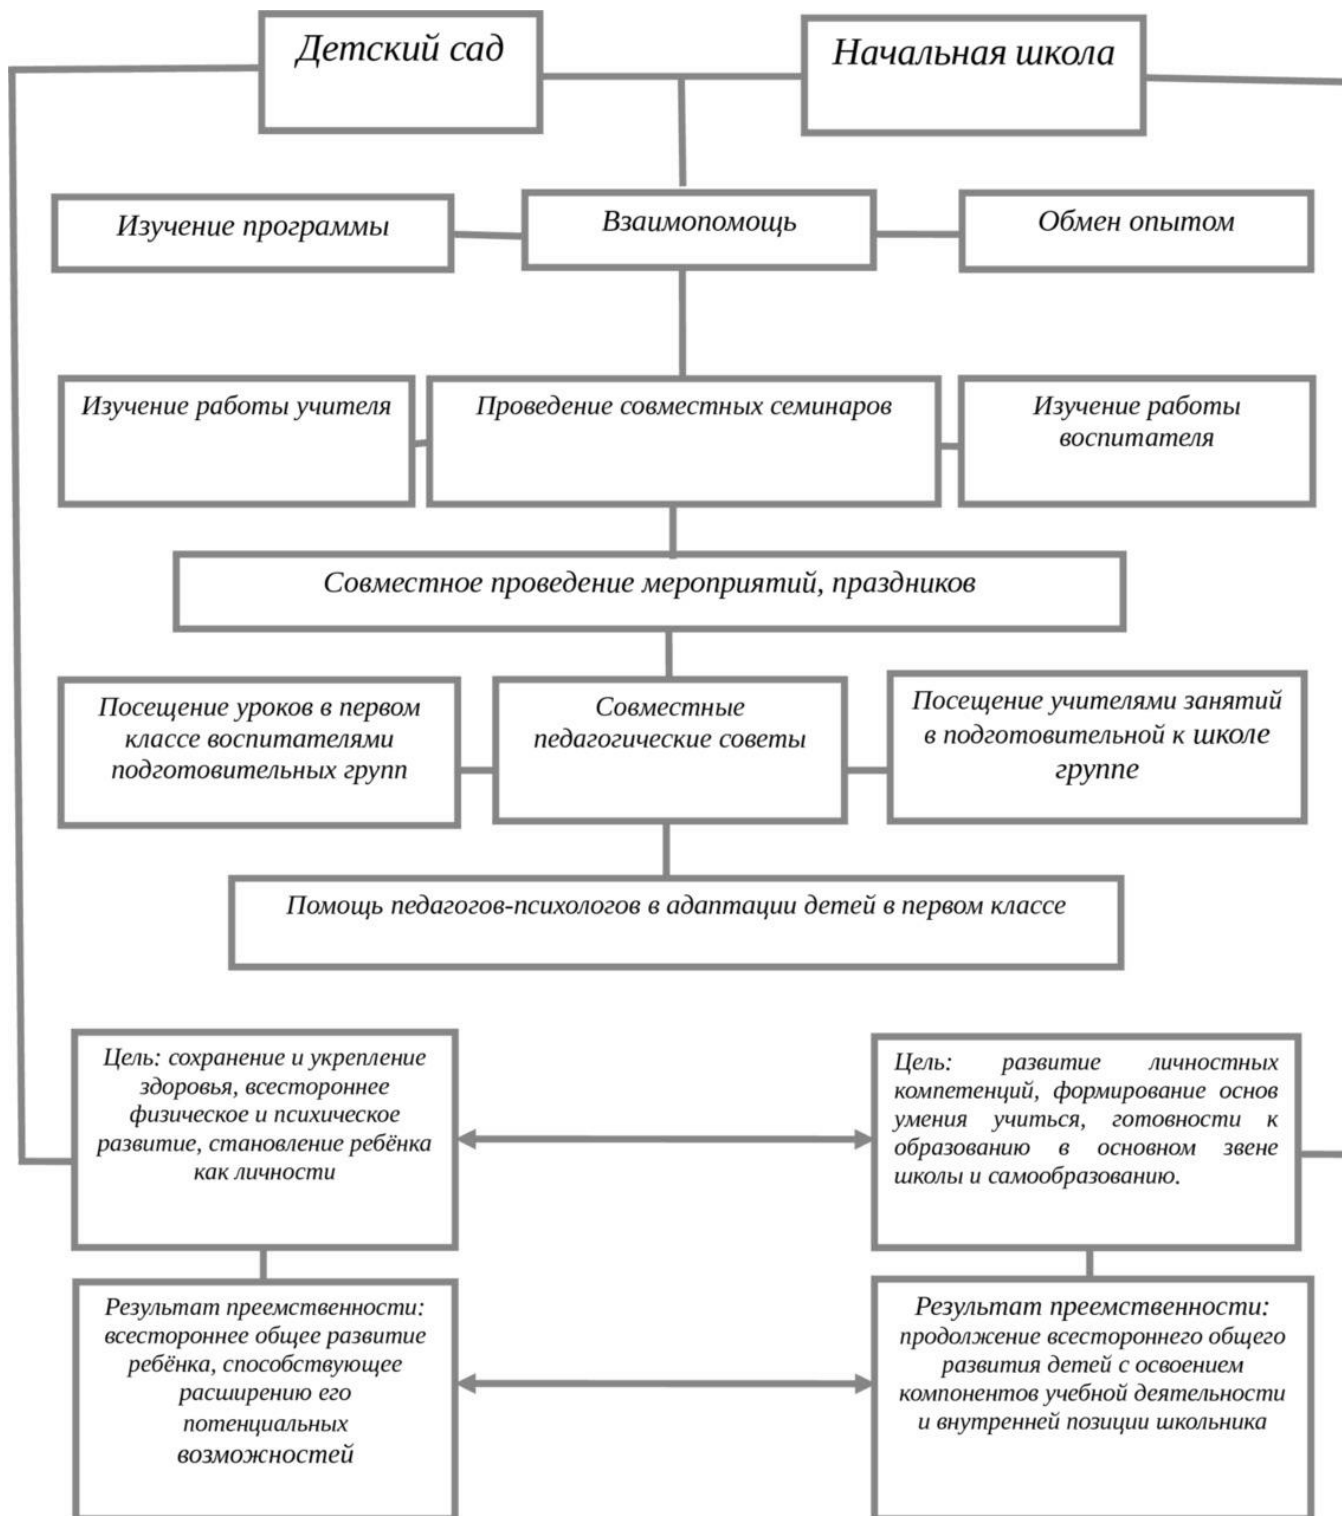 Детский сад
Начальная школа
Изучение программы
Взаимопомощь
Обмен опытом
Изучение работы учителя
Проведение совместных семинаров
Изучение работы
воспитателя
Совместное проведение мероприятий, праздников
Посещение уроков в первом
классе воспитателями
подготовительных групп
Совместные
педагогические советы
Посещение учителями занятий
в подготовительной к школе
группе
Помощь педагогов-психологов в адаптации детей в первом классе
Цель: сохранение и укрепление
здоровья, всестороннее
физическое и психическое
развитие, становление ребёнка
как личности
Цель: развитие личностных
компетенций, формирование основ
умения учиться, готовности к
образованию в основном звене
школы и самообразованию.
Результат преемственности:
всестороннее общее развитие
ребёнка, способствующее
расширению его
потенциальных
возможностей
Результат преемственности:
продолжение всестороннего общего
развития детей с освоением
компонентов учебной деятельности
и внутренней позиции школьника